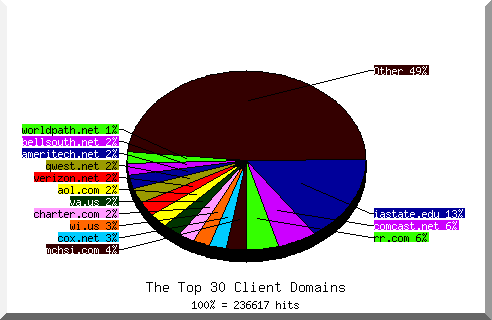 Other 49%
worldpath.net 1%
bellsouth.net 2%
ameritech.net 2%
qwest.net 2%
verizon.net 2%
aol.com 2%
va.us 2%
charter.com 2%
wi.us 3%
cox.net 3%
mchsi.com 4%
iastate.edu 13%
comcast.net 6%
rr.com 6%
The Top 30 Client Domains
100% = 236617 hits